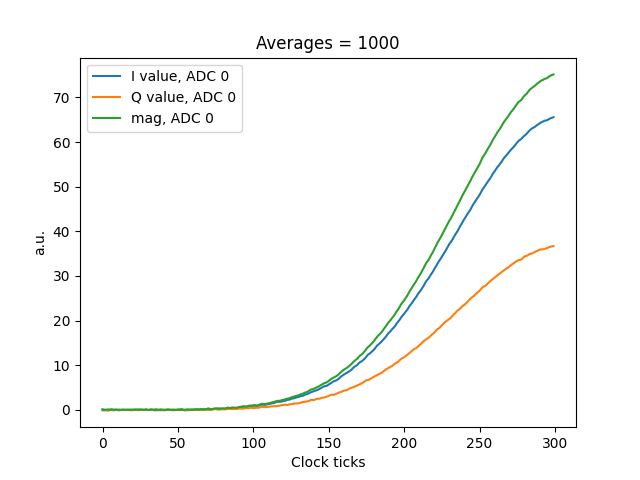 Averages = 1000
I value, ADC 0
Q value, ADC 0
mag, ADC 0
a.u.
70
60
50
40
30
20
10
0
0 50 100 150 200 250 300
Clock ticks